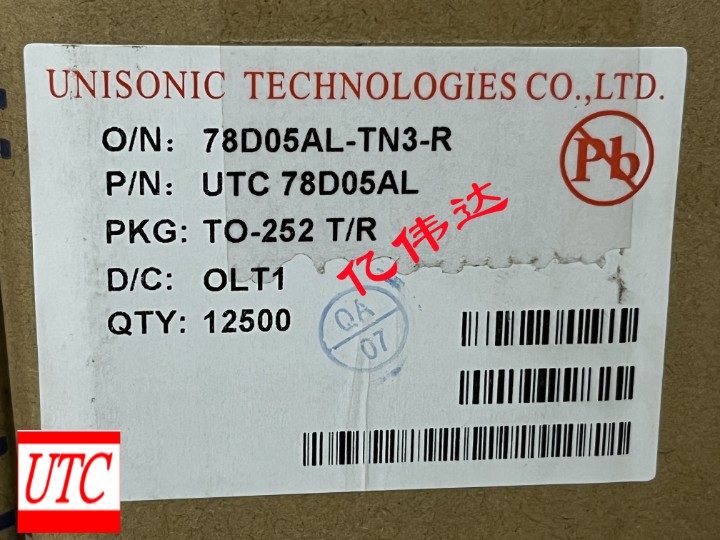 UNISONIC TECHNOLOGIES CO.,LTD.
O/N: 78D05AL-TN3-R
Pb
P/N: UTC 78D05AL
PKG: TO-252 T/R
亿伟达
D/C: OLT1
QTY: 12500
QA
07
UTC